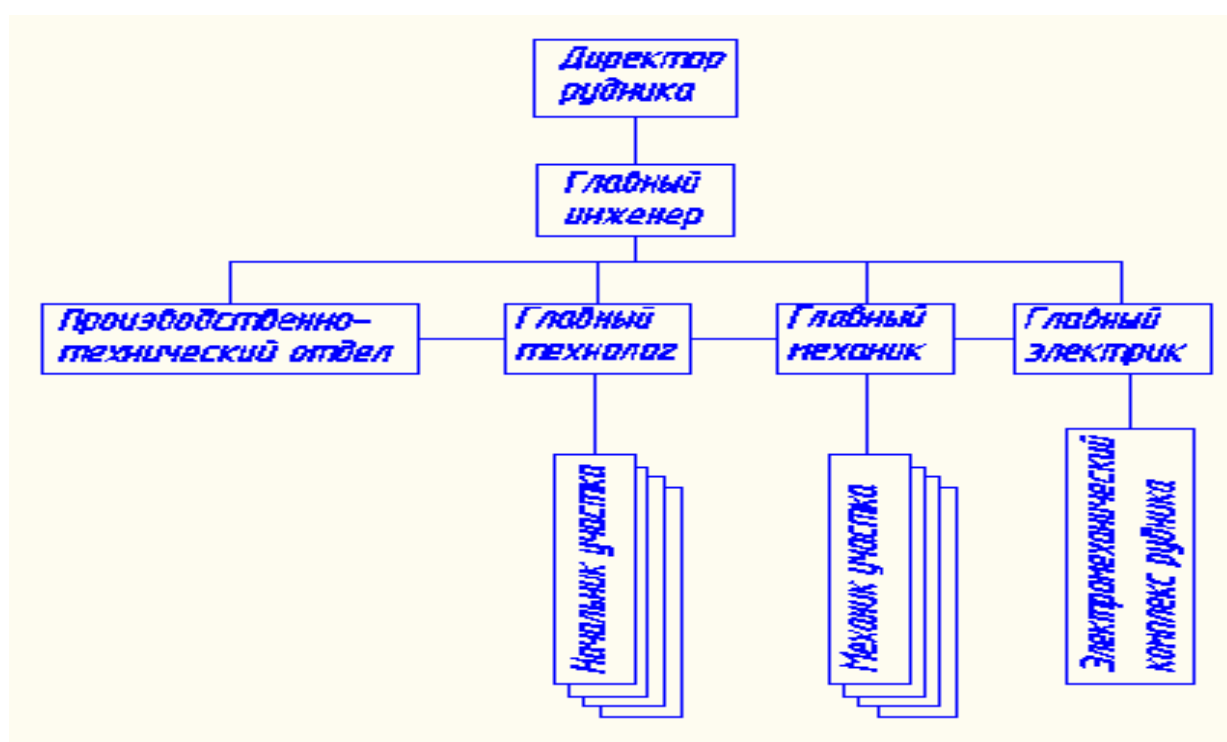 Директор
рудника
Главный
инженер
Производственно-
технический отдел
Главный
технолог
Главный
механик
Главный
электрик
Начальник участка
Механик участка
Электромеханический
комплекс рудника